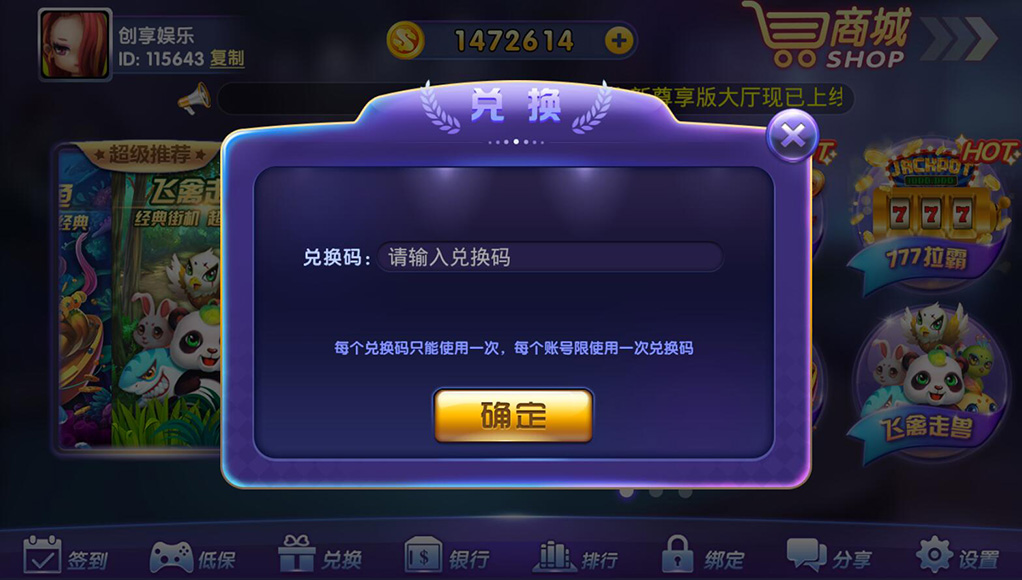 创享娱乐
ID: 115643 复制
1472614
商城
SHOP
尊享版大厅现已上线
兑换
超级推荐
HOT
飞禽走
经典
经典街机 超
JACKPOT
777
777拉霸
兑换码：
请输入兑换码
每个兑换码只能使用一次，每个账号限使用一次兑换码
确定
飞禽走兽
签到
低保
兑换
银行
排行
绑定
分享
设置